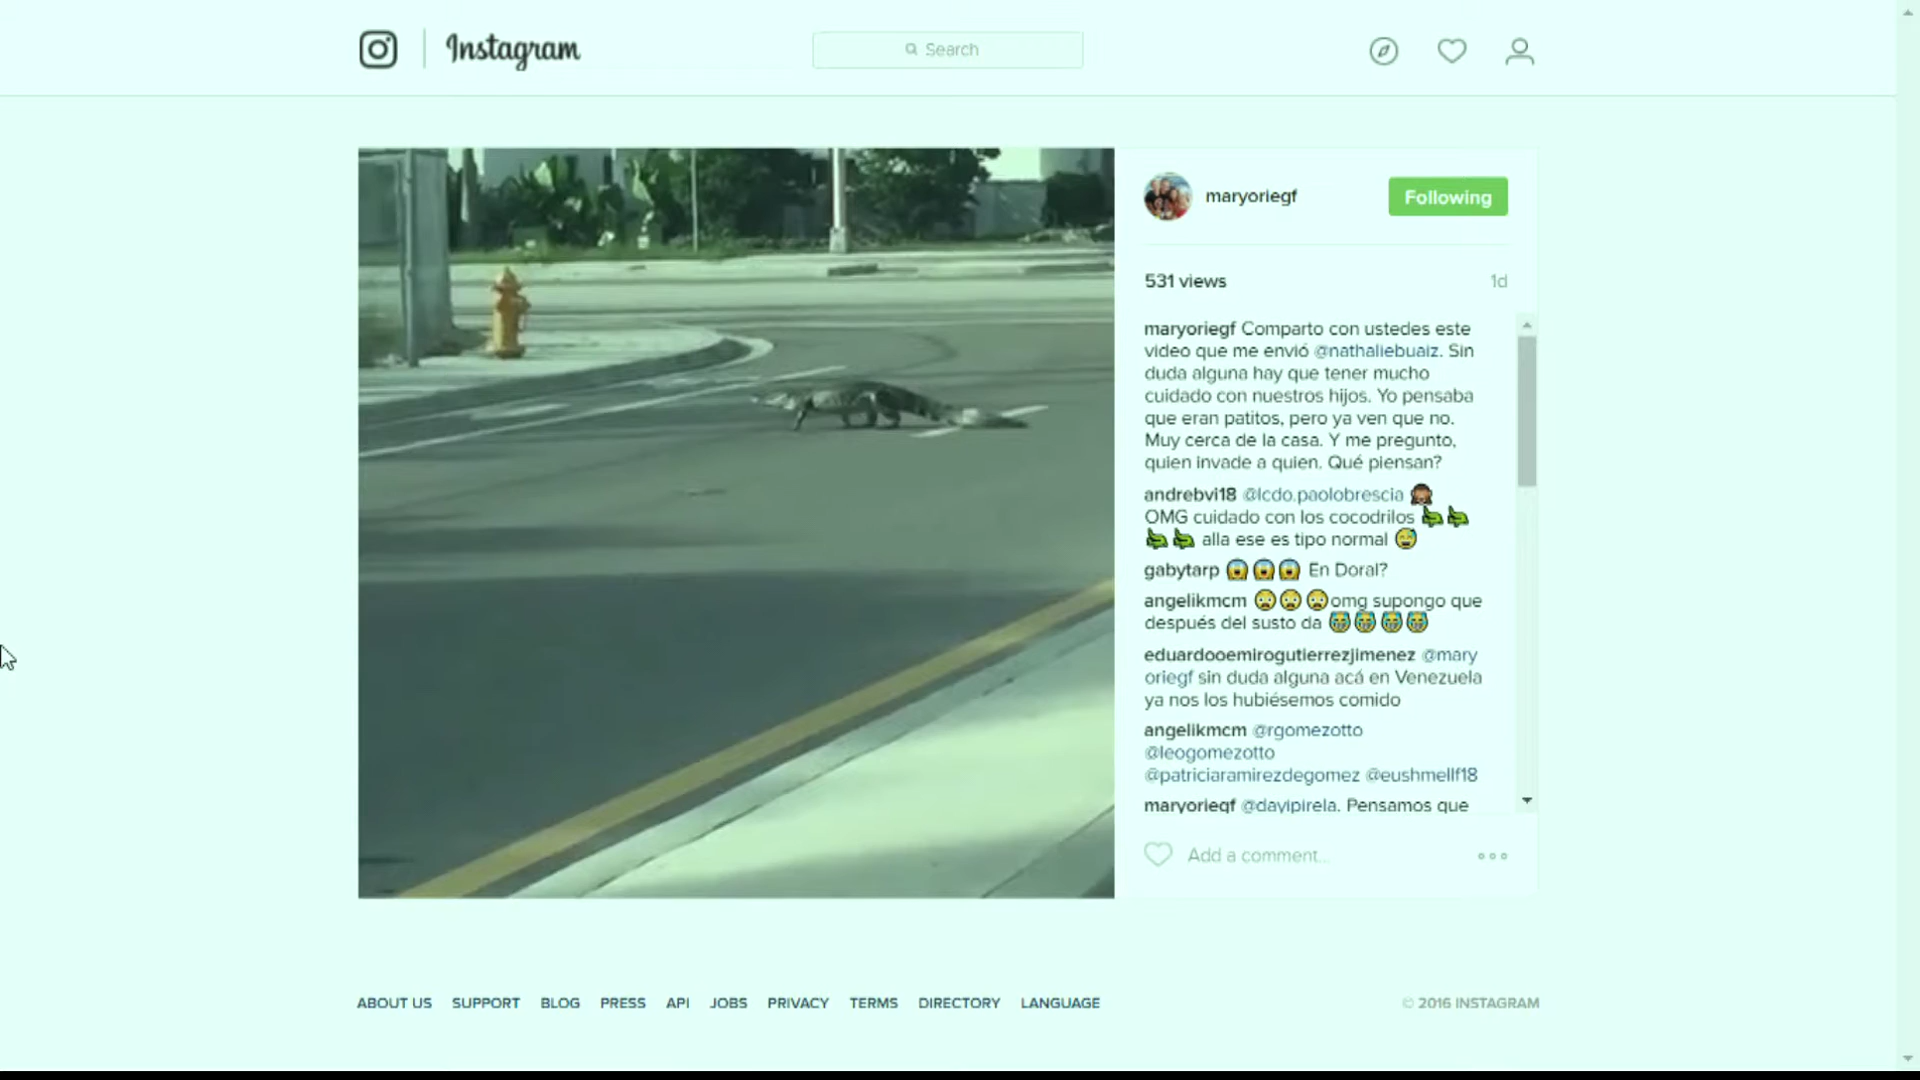 Instagram
Search
maryoriegf
Following
531 views
1d
maryoriegf Comparto con ustedes este
video que me envió @nathaliebuaiz. Sin
duda alguna hay que tener mucho
cuidado con nuestros hijos. Yo pensaba
que eran patitos, pero ya ven que no.
Muy cerca de la casa. Y me pregunto,
quien invade a quien. Qué piensan?
andrebvi18 @lcdo.paolobrescia 🙈
OMG cuidado con los cocodrilos 🐊🐊
🐊🐊 alla ese es tipo normal 😅
gabytarp 😱😱😱 En Doral?
angelikmcm 😳😳😳omg supongo que
después del susto da 😭😭😭😭
eduardooemirogutierrezjimenez @mary
oriegf sin duda alguna acá en Venezuela
ya nos los hubiésemos comido
angelikmcm @rgomezotto
@leogomezotto
@patriciaramirezdegomez @eushmellf18
maryoriegf @dayipirela. Pensamos que
Add a comment...
ABOUT US SUPPORT BLOG PRESS API JOBS PRIVACY TERMS DIRECTORY LANGUAGE
© 2016 INSTAGRAM